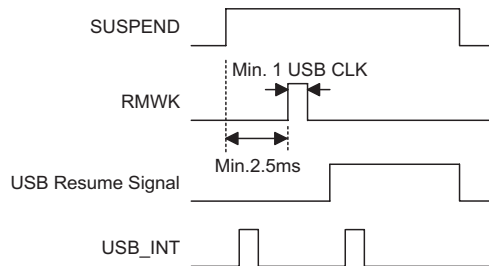 SUSPEND
Min. 1 USB CLK
RMWK
Min.2.5ms
USB Resume Signal
USB_INT